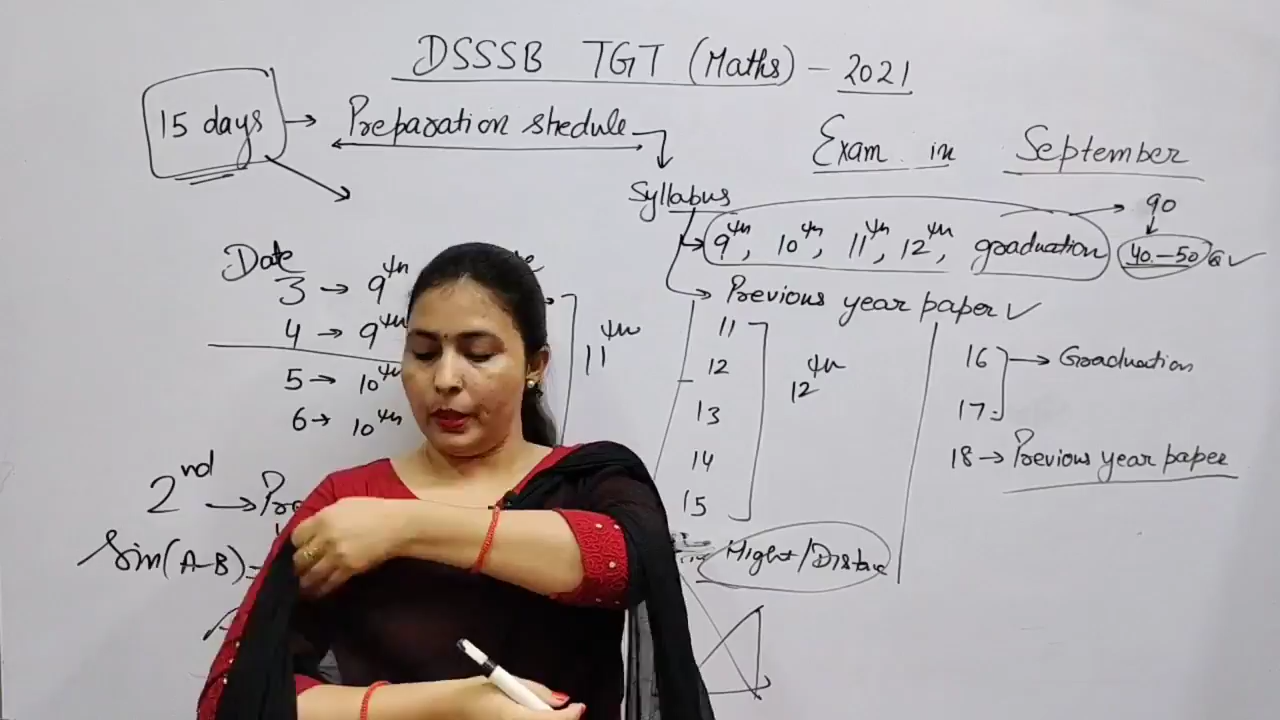 DSSSB TGT (Maths) - 2021
15 days → Preparation shedule
Exam in September
Syllabus
9th, 10th, 11th, 12th, graduation → 90
40-50 Q ✓
Previous year paper ✓
Date
3 → 9th
4 → 9th
5 → 10th
6 → 10th
11th
11
12
13
14
15
12th
16
17
→ Graduation
18 → Previous year paper
2nd →
Sin(A-B) =
Hight/Distance